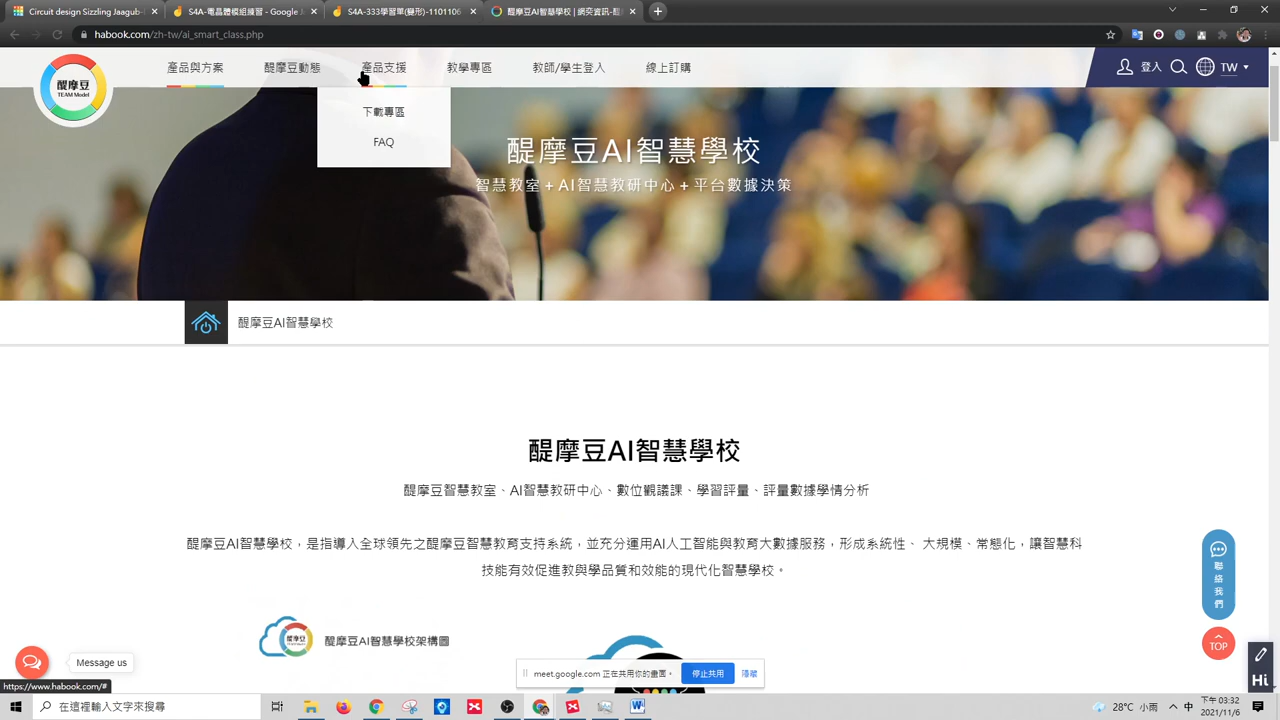 Circuit design Sizzling Jaagub-
S4A-電晶體模組練習 - Google
S4A-333學習單(變形)-1101106
醍摩豆AI智慧學校 | 網奕資訊-醍
habook.com/zh-tw/ai_smart_class.php
醍摩豆
TEAM Model
產品與方案
醍摩豆動態
產品支援
教學專區
教師/學生登入
線上訂購
登入
TW
下載專區
FAQ
醍摩豆AI智慧學校
智慧教室+AI智慧教研中心+平台數據決策
醍摩豆AI智慧學校
醍摩豆AI智慧學校
醍摩豆智慧教室、AI智慧教研中心、數位觀議課、學習評量、評量數據學情分析
醍摩豆AI智慧學校,是指導入全球領先之醍摩豆智慧教育支持系統,並充分運用AI人工智能與教育大數據服務,形成系統性、大規模、常態化,讓智慧科
技能有效促進教與學品質和效能的現代化智慧學校。
聯絡我們
醍摩豆AI智慧學校架構圖
TOP
Message us
meet.google.com 正在共用你的畫面。
停止共用
隱藏
Hi
https://www.habook.com/#
在這裡輸入文字來搜尋
28°C 小雨
中
下午 03:32
2021/11/6